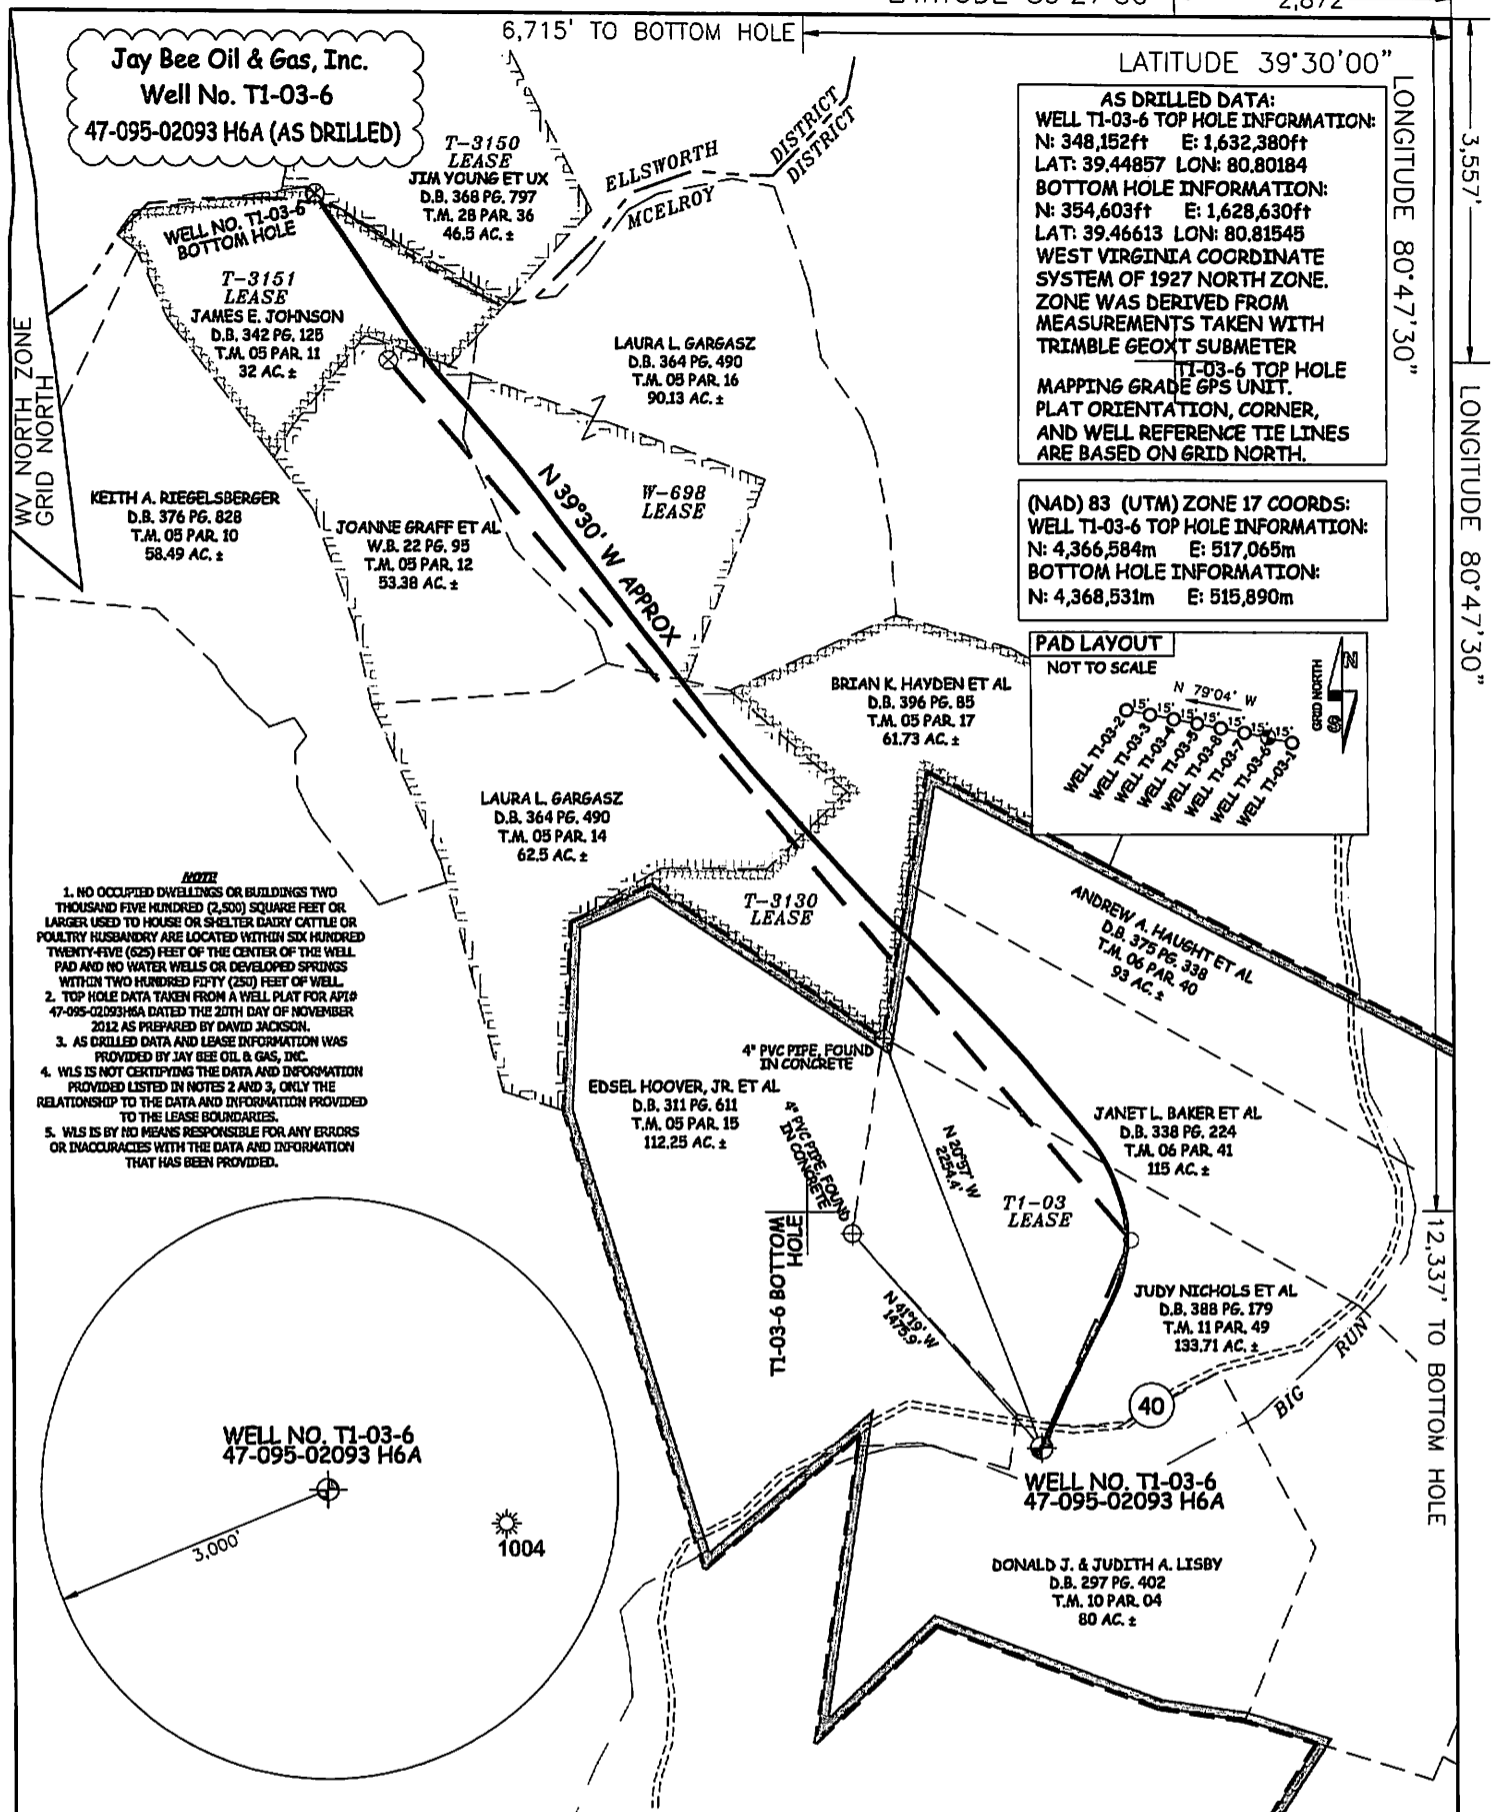 2,872
6,715' TO BOTTOM HOLE
LATITUDE 39°30'00"
Jay Bee Oil & Gas, Inc.
Well No. T1-03-6
47-095-02093 H6A (AS DRILLED)
3,557'
LONGITUDE 80°47'30"
LONGITUDE 80°47'30"
12,337' TO BOTTOM HOLE
AS DRILLED DATA:
WELL T1-03-6 TOP HOLE INFORMATION:
N: 348,152ft E: 1,632,380ft
LAT: 39.44857 LON: 80.80184
BOTTOM HOLE INFORMATION:
N: 354,603ft E: 1,628,630ft
LAT: 39.46613 LON: 80.81545
WEST VIRGINIA COORDINATE
SYSTEM OF 1927 NORTH ZONE.
ZONE WAS DERIVED FROM
MEASUREMENTS TAKEN WITH
TRIMBLE GEOXT SUBMETER
T1-03-6 TOP HOLE
MAPPING GRADE GPS UNIT.
PLAT ORIENTATION, CORNER,
AND WELL REFERENCE TIE LINES
ARE BASED ON GRID NORTH.
(NAD) 83 (UTM) ZONE 17 COORDS:
WELL T1-03-6 TOP HOLE INFORMATION:
N: 4,366,584m E: 517,065m
BOTTOM HOLE INFORMATION:
N: 4,368,531m E: 515,890m
PAD LAYOUT
NOT TO SCALE
N 79°04' W
15' 15' 15' 15' 15' 15' 15'
WELL T1-03-2
WELL T1-03-3
WELL T1-03-4
WELL T1-03-5
WELL T1-03-8
WELL T1-03-7
WELL T1-03-6
WELL T1-03-1
GRID NORTH
N
T-3150
LEASE
JIM YOUNG ET UX
D.B. 368 PG. 797
T.M. 28 PAR. 36
46.5 AC. ±
ELLSWORTH DISTRICT
MCELROY DISTRICT
WELL NO. T1-03-6
BOTTOM HOLE
T-3151
LEASE
JAMES E. JOHNSON
D.B. 342 PG. 125
T.M. 05 PAR. 11
32 AC. ±
WV NORTH ZONE
GRID NORTH
LAURA L. GARGASZ
D.B. 364 PG. 490
T.M. 05 PAR. 16
90.13 AC. ±
W-698
LEASE
N 39°30' W APPROX
KEITH A. RIEGELSBERGER
D.B. 376 PG. 828
T.M. 05 PAR. 10
58.49 AC. ±
JOANNE GRAFF ET AL
W.B. 22 PG. 95
T.M. 05 PAR. 12
53.38 AC. ±
BRIAN K. HAYDEN ET AL
D.B. 396 PG. 85
T.M. 05 PAR. 17
61.73 AC. ±
LAURA L. GARGASZ
D.B. 364 PG. 490
T.M. 05 PAR. 14
62.5 AC. ±
T-3130
LEASE
ANDREW A. HAUGHT ET AL
D.B. 375 PG. 338
T.M. 06 PAR. 40
93 AC. ±
NOTE
1. NO OCCUPIED DWELLINGS OR BUILDINGS TWO
THOUSAND FIVE HUNDRED (2,500) SQUARE FEET OR
LARGER USED TO HOUSE OR SHELTER DAIRY CATTLE OR
POULTRY HUSBANDRY ARE LOCATED WITHIN SIX HUNDRED
TWENTY-FIVE (625) FEET OF THE CENTER OF THE WELL
PAD AND NO WATER WELLS OR DEVELOPED SPRINGS
WITHIN TWO HUNDRED FIFTY (250) FEET OF WELL.
2. TOP HOLE DATA TAKEN FROM A WELL PLAT FOR API#
47-095-02093H6A DATED THE 20TH DAY OF NOVEMBER
2012 AS PREPARED BY DAVID JACKSON.
3. AS DRILLED DATA AND LEASE INFORMATION WAS
PROVIDED BY JAY BEE OIL & GAS, INC.
4. WLS IS NOT CERTIFYING THE DATA AND INFORMATION
PROVIDED LISTED IN NOTES 2 AND 3, ONLY THE
RELATIONSHIP TO THE DATA AND INFORMATION PROVIDED
TO THE LEASE BOUNDARIES.
5. WLS IS BY NO MEANS RESPONSIBLE FOR ANY ERRORS
OR INACCURACIES WITH THE DATA AND INFORMATION
THAT HAS BEEN PROVIDED.
4" PVC PIPE, FOUND
IN CONCRETE
EDSEL HOOVER, JR. ET AL
D.B. 311 PG. 611
T.M. 05 PAR. 15
112.25 AC. ±
4" PVC PIPE, FOUND
IN CONCRETE
N 20°57' W
2254.4'
JANET L. BAKER ET AL
D.B. 338 PG. 224
T.M. 06 PAR. 41
115 AC. ±
T1-03
LEASE
T1-03-6 BOTTOM
HOLE
N 41°19' W
1475.9'
JUDY NICHOLS ET AL
D.B. 388 PG. 179
T.M. 11 PAR. 49
133.71 AC. ±
BIG RUN
40
WELL NO. T1-03-6
47-095-02093 H6A
WELL NO. T1-03-6
47-095-02093 H6A
3,000'
1004
DONALD J. & JUDITH A. LISBY
D.B. 297 PG. 402
T.M. 10 PAR. 04
80 AC. ±